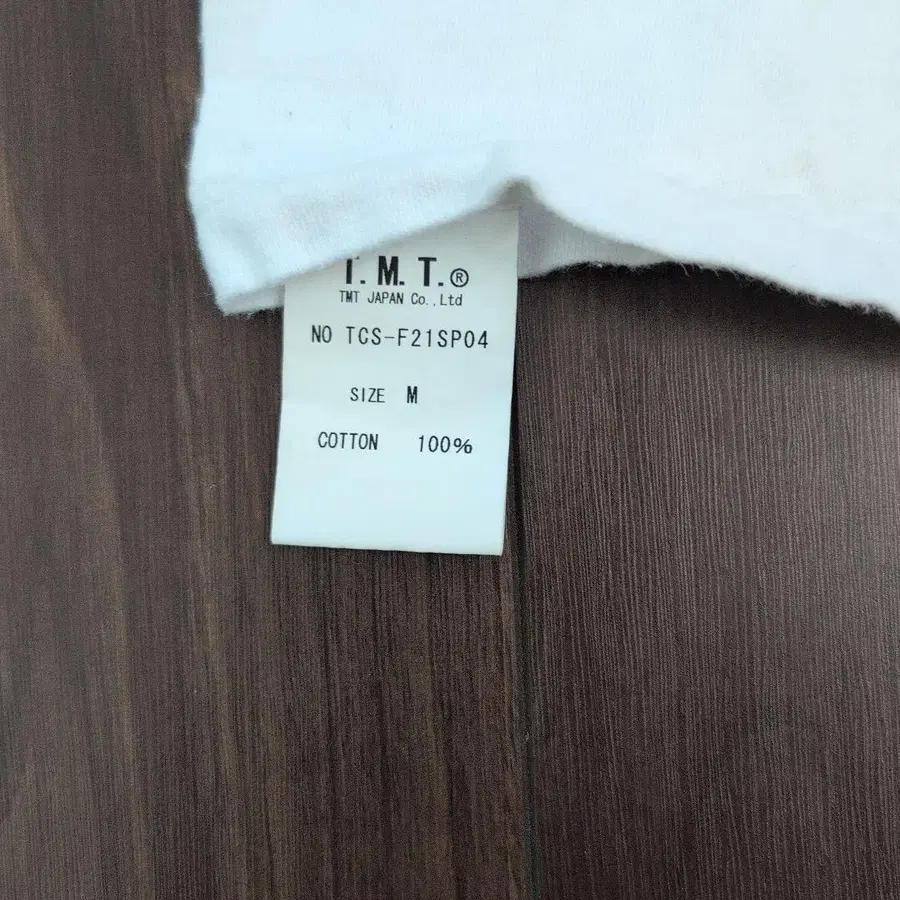 T.M.T.®
TMT JAPAN Co.,Ltd
NO TCS-F21SP04
SIZE M
COTTON 100%